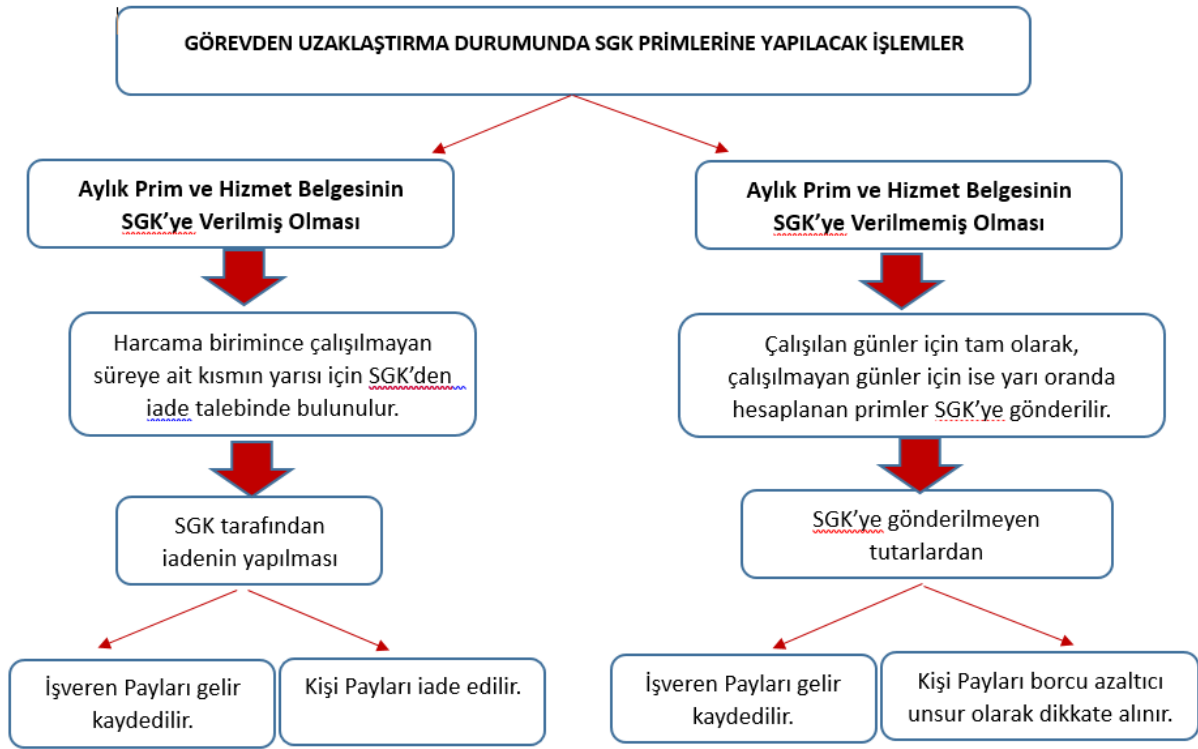 GÖREVDEN UZAKLAŞTIRMA DURUMUNDA SGK PRİMLERİNE YAPILACAK İŞLEMLER
Aylık Prim ve Hizmet Belgesinin
SGK’ye Verilmiş Olması
Harcama birimince çalışılmayan
süreye ait kısmın yarısı için SGK’den
iade talebinde bulunulur.
SGK tarafından
iadenin yapılması
İşveren Payları gelir
kaydedilir.
Kişi Payları iade edilir.
Aylık Prim ve Hizmet Belgesinin
SGK’ye Verilmemiş Olması
Çalışılan günler için tam olarak,
çalışılmayan günler için ise yarı oranda
hesaplanan primler SGK’ye gönderilir.
SGK’ye gönderilmeyen
tutarlardan
İşveren Payları gelir
kaydedilir.
Kişi Payları borcu azaltıcı
unsur olarak dikkate alınır.